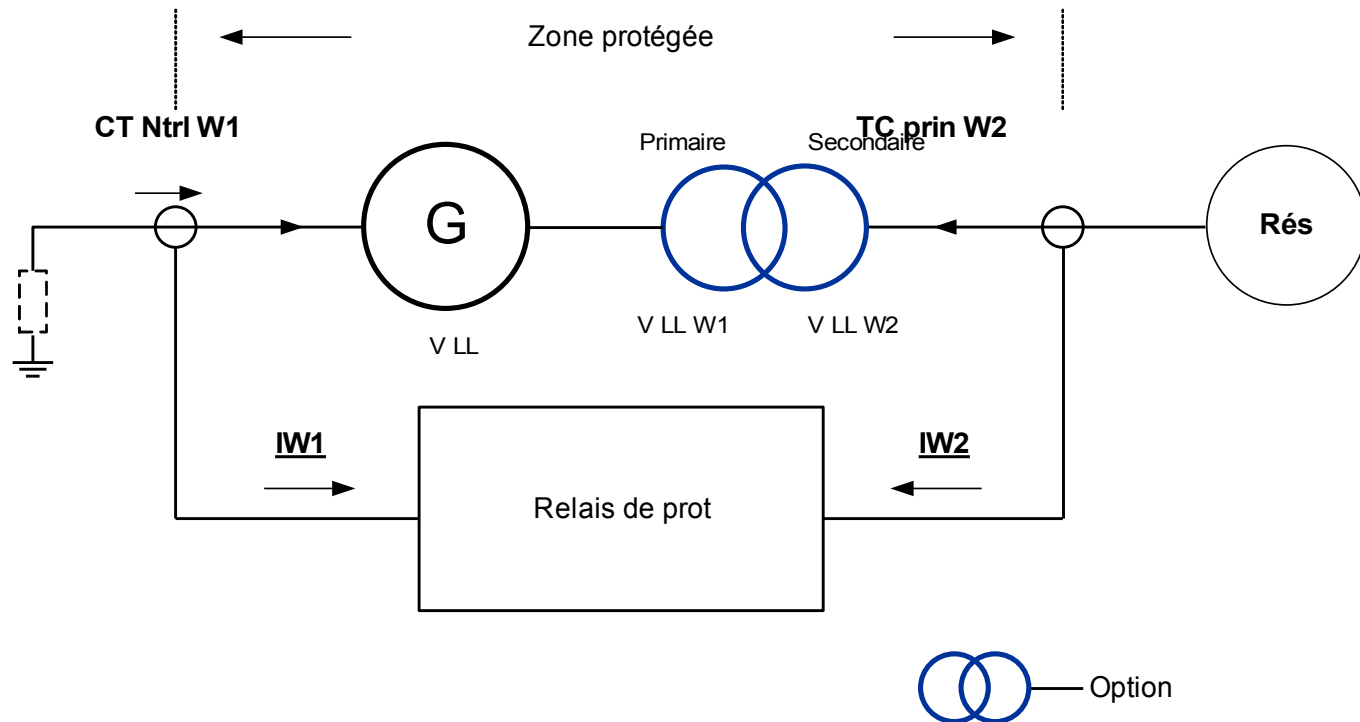 Zone protégée
CT Ntrl W1
TC prin W2
Primaire
Secondaire
G
Rés
V LL
V LL W1
V LL W2
IW1
IW2
Relais de prot
Option